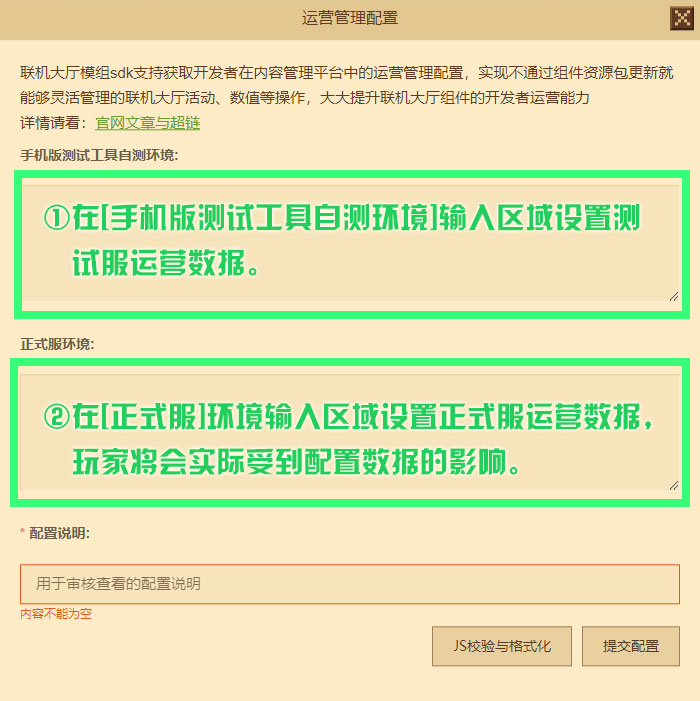 运营管理配置
联机大厅模组sdk支持获取开发者在内容管理平台中的运营管理配置，实现不通过组件资源包更新就
能够灵活管理的联机大厅活动、数值等操作，大大提升联机大厅组件的开发者运营能力
详情请看：官网文章与超链
手机版测试工具自测环境:
①在[手机版测试工具自测环境]输入区域设置测
试服运营数据。
正式服环境:
②在[正式服]环境输入区域设置正式服运营数据，
玩家将会实际受到配置数据的影响。
* 配置说明:
用于审核查看的配置说明
内容不能为空
JS校验与格式化
提交配置